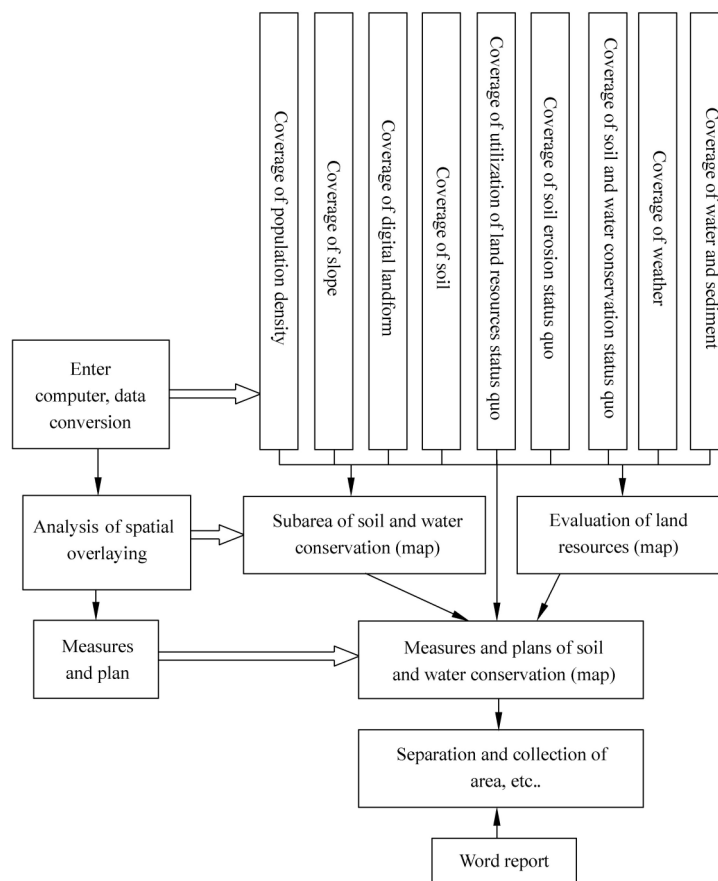 Coverage of population density
Coverage of slope
Coverage of digital landform
Coverage of soil
Coverage of utilization of land resources status quo
Coverage of soil erosion status quo
Coverage of soil and water conservation status quo
Coverage of weather
Coverage of water and sediment
Enter
computer, data
conversion
Analysis of spatial
overlaying
Subarea of soil and water
conservation (map)
Evaluation of land
resources (map)
Measures
and plan
Measures and plans of soil
and water conservation (map)
Separation and collection of
area, etc..
Word report